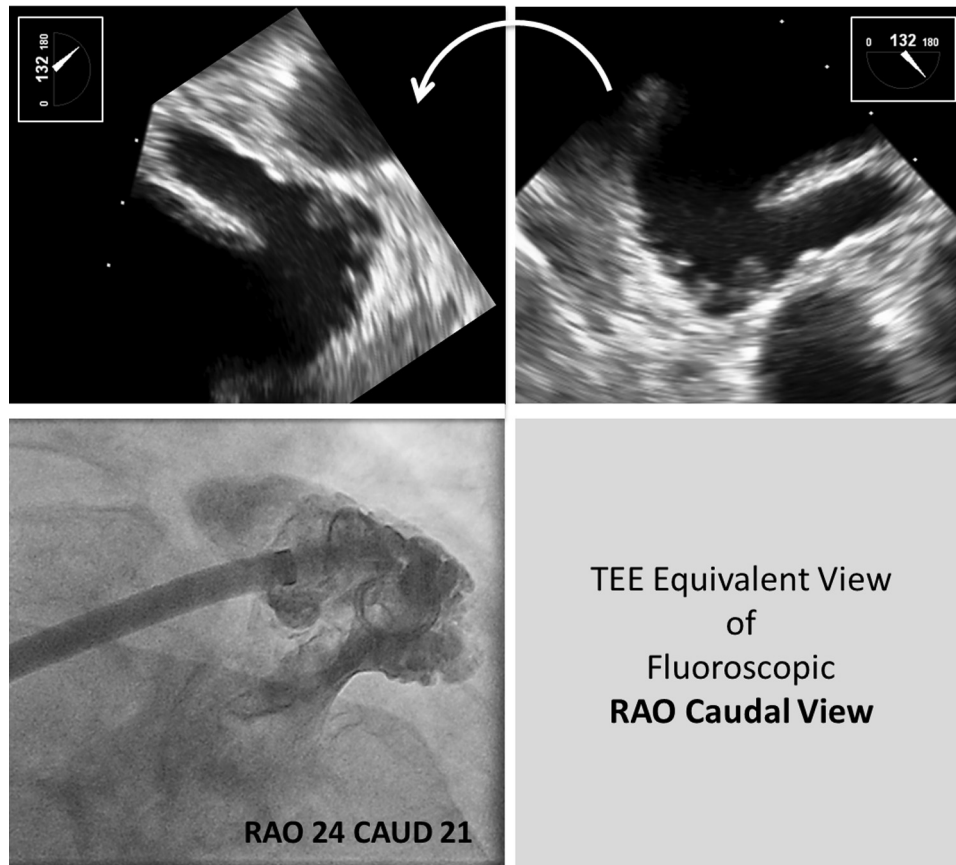 0 132 180
0 132 180
RAO 24 CAUD 21
TEE Equivalent View
of
Fluoroscopic
RAO Caudal View